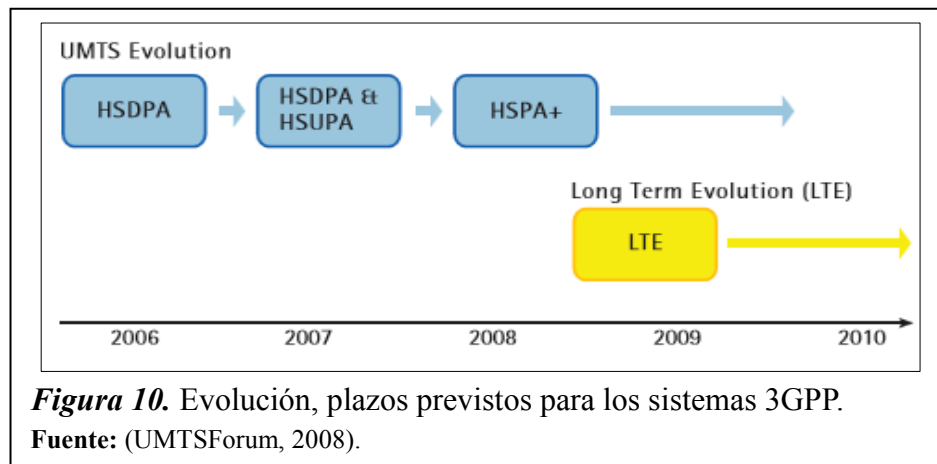 UMTS Evolution
HSDPA
HSDPA &
HSUPA
HSPA+
Long Term Evolution (LTE)
LTE
2006 2007 2008 2009 2010
Figura 10. Evolución, plazos previstos para los sistemas 3GPP.
Fuente: (UMTSForum, 2008).